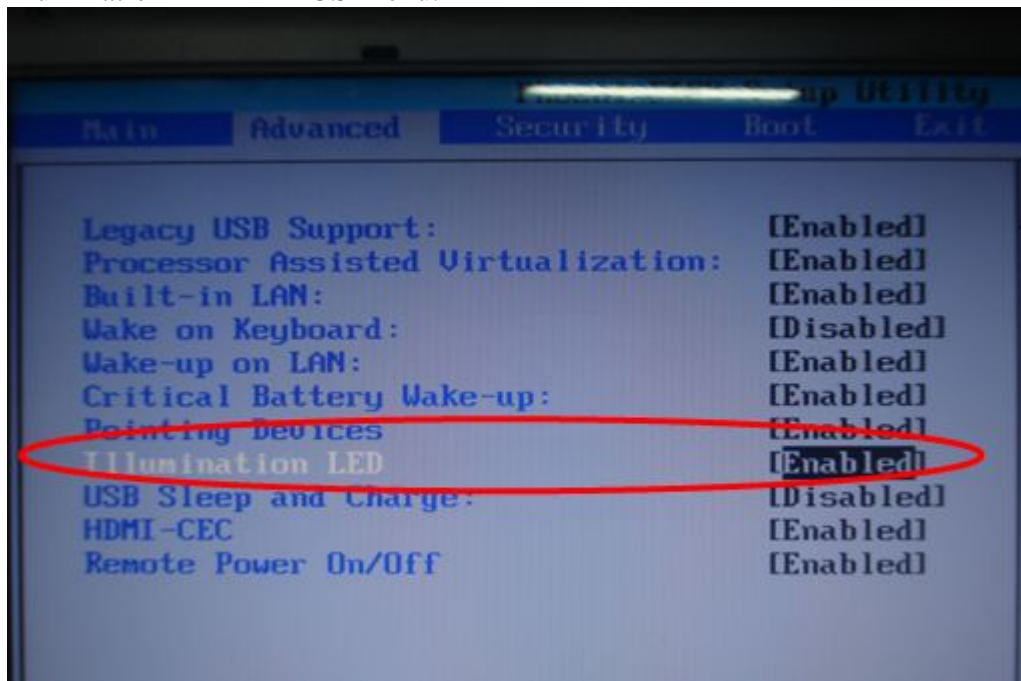 Setup Utility
Main Advanced Security Boot Exit
Legacy USB Support: [Enabled]
Processor Assisted Virtualization: [Enabled]
Built-in LAN: [Enabled]
Wake on Keyboard: [Disabled]
Wake-up on LAN: [Enabled]
Critical Battery Wake-up: [Enabled]
Pointing Devices [Enabled]
Illumination LED [Enabled]
USB Sleep and Charge: [Disabled]
HDMI-CEC [Enabled]
Remote Power On/Off [Enabled]